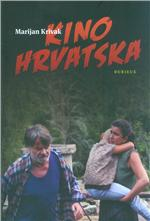 Marijan Krivak
KINO
HRVATSKA
DURIEUX